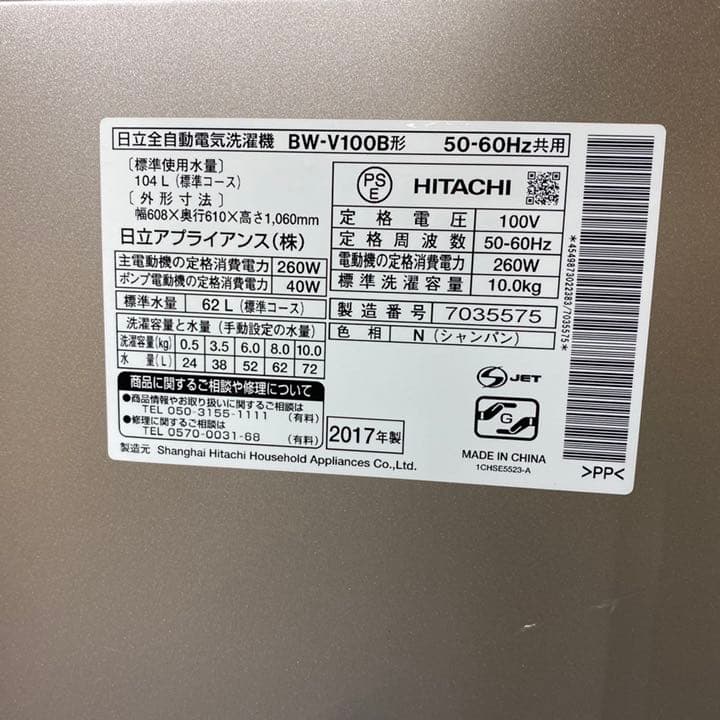 日立全自動電気洗濯機 BW-V100B形 50-60Hz共用
〔標準使用水量〕
104 L (標準コース)
〔外形寸法〕
幅608×奥行610×高さ1,060mm
日立アプライアンス(株)
主電動機の定格消費電力 260W
ポンプ電動機の定格消費電力 40W
標準水量 62 L (標準コース)
洗濯容量と水量 (手動設定の水量)
洗濯容量(kg) 0.5 3.5 6.0 8.0 10.0
水 量(L) 24 38 52 62 72
商品に関するご相談や修理について
●商品情報やお取り扱いに関するご相談は
TEL 050-3155-1111 (有料)
●修理に関するご相談は
TEL 0570-0031-68 (有料)
製造元 Shanghai Hitachi Household Appliances Co.,Ltd.
2017年製
PS
E
HITACHI
定格電圧 100V
定格周波数 50-60Hz
電動機の定格消費電力 260W
標準洗濯容量 10.0kg
製造番号 7035575
色相 N (シャンパン)
S JET
G
MADE IN CHINA
1CHSE5523-A
*4549873022383/7035575*
>PP<